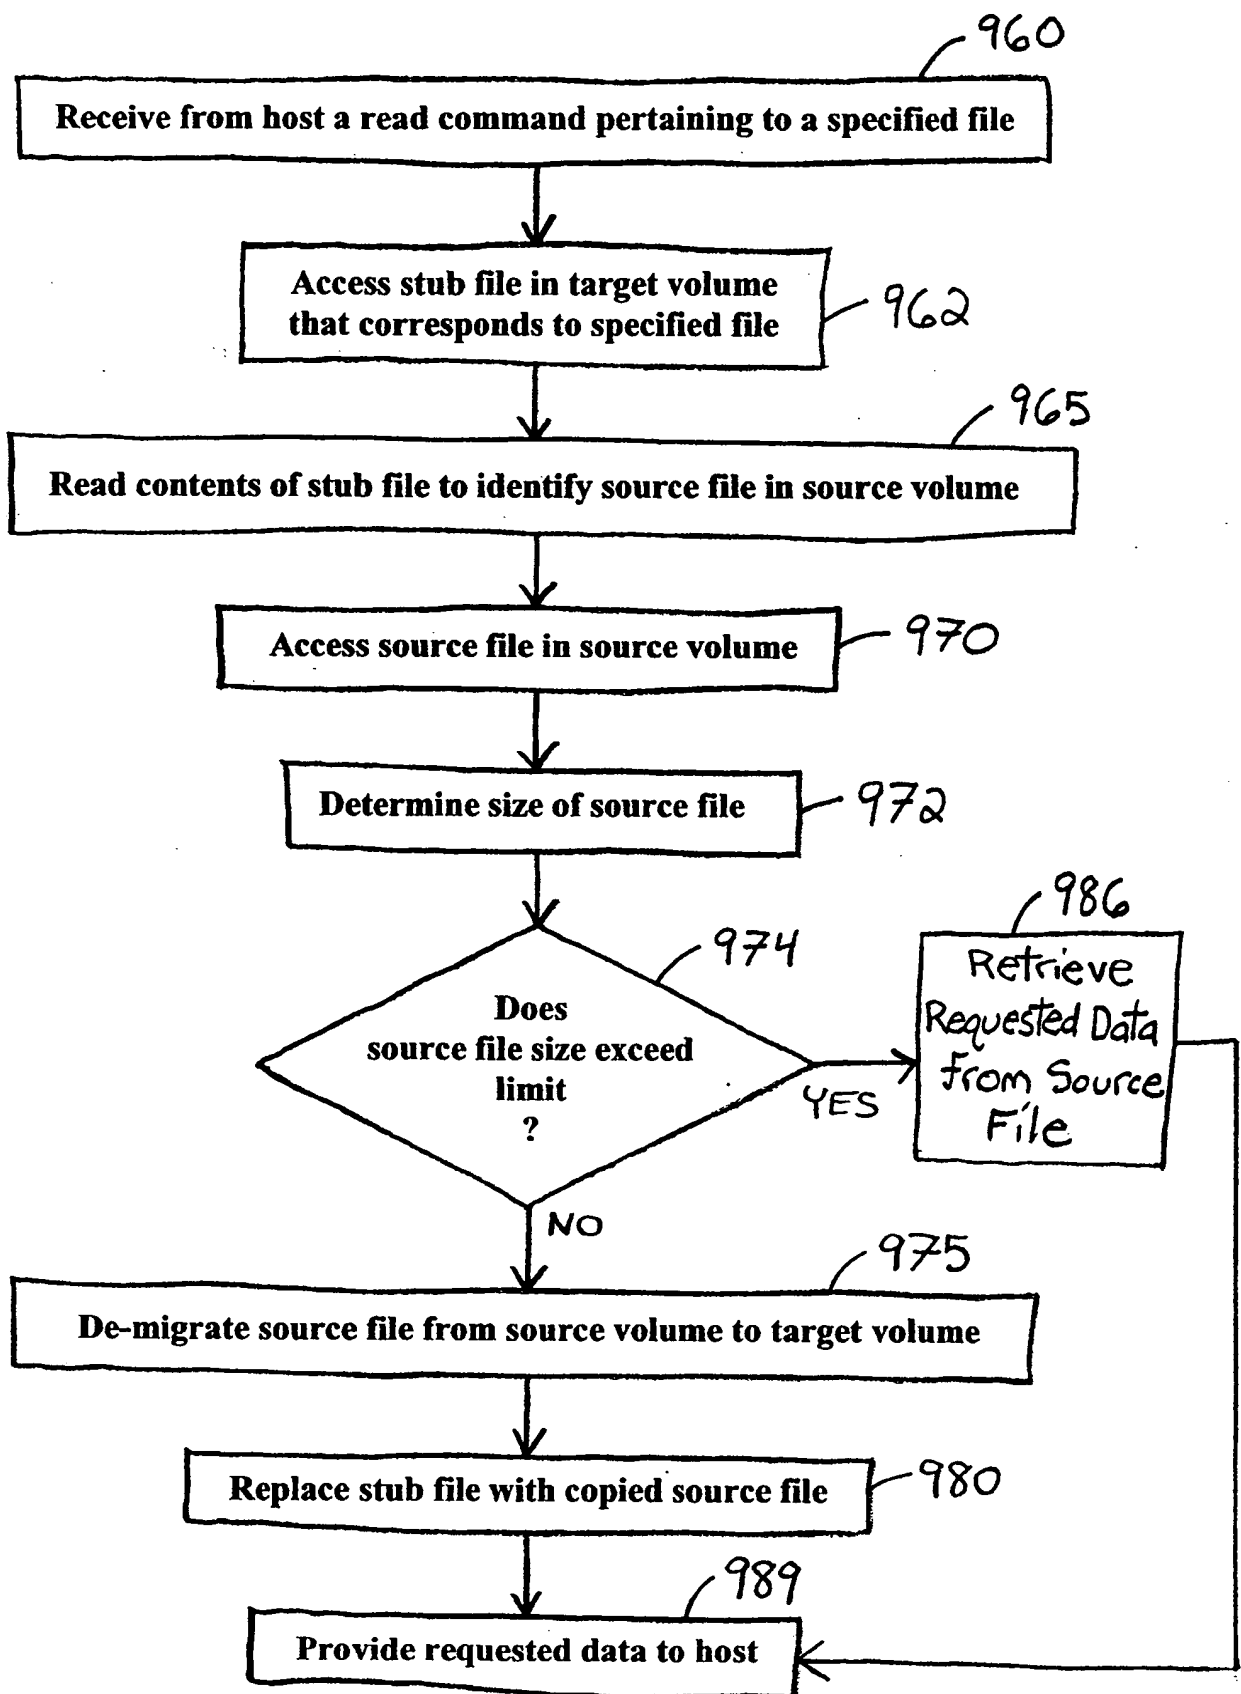 960
Receive from host a read command pertaining to a specified file
Access stub file in target volume
that corresponds to specified file
962
965
Read contents of stub file to identify source file in source volume
Access source file in source volume
970
Determine size of source file
972
974
Does
source file size exceed
limit
?
YES
986
Retrieve
Requested Data
from Source
File
NO
975
De-migrate source file from source volume to target volume
Replace stub file with copied source file
980
989
Provide requested data to host